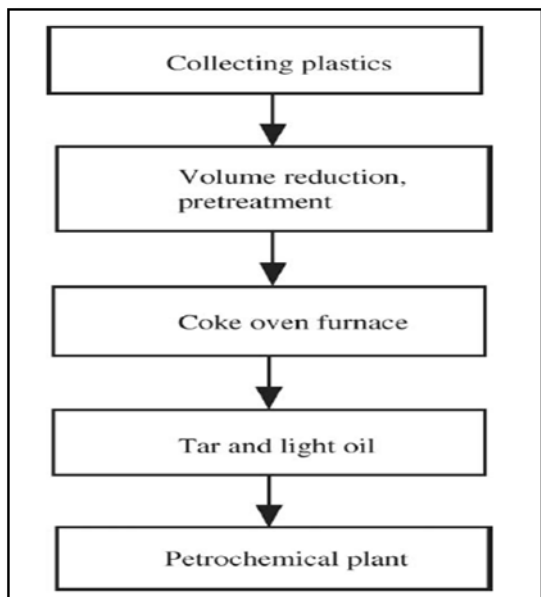 Collecting plastics
Volume reduction,
pretreatment
Coke oven furnace
Tar and light oil
Petrochemical plant